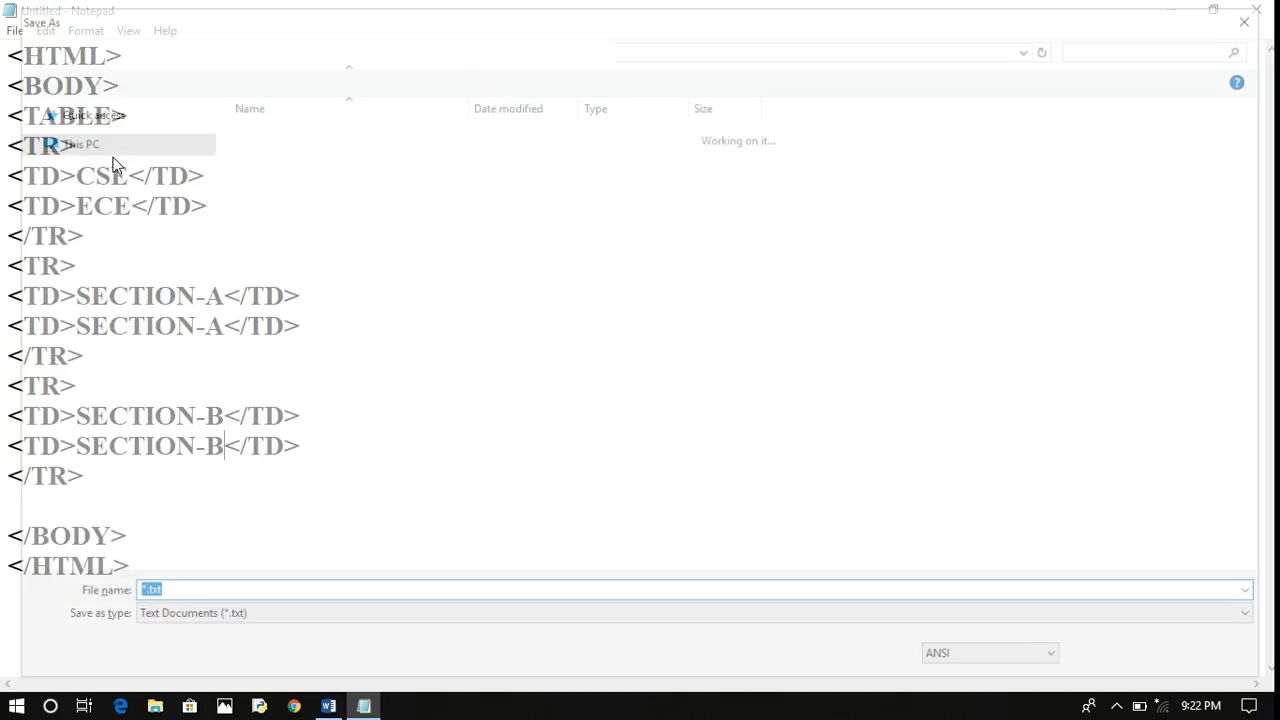 Untitled - Notepad
Save As
File Edit Format View Help
<HTML>
<BODY>
<TABLE>
Quick access
Name Date modified Type Size
<TR>
This PC
Working on it...
<TD>CSE</TD>
<TD>ECE</TD>
</TR>
<TR>
<TD>SECTION-A</TD>
<TD>SECTION-A</TD>
</TR>
<TR>
<TD>SECTION-B</TD>
<TD>SECTION-B</TD>
</TR>
</BODY>
</HTML>
File name: *.txt
Save as type: Text Documents (*.txt)
ANSI
9:22 PM